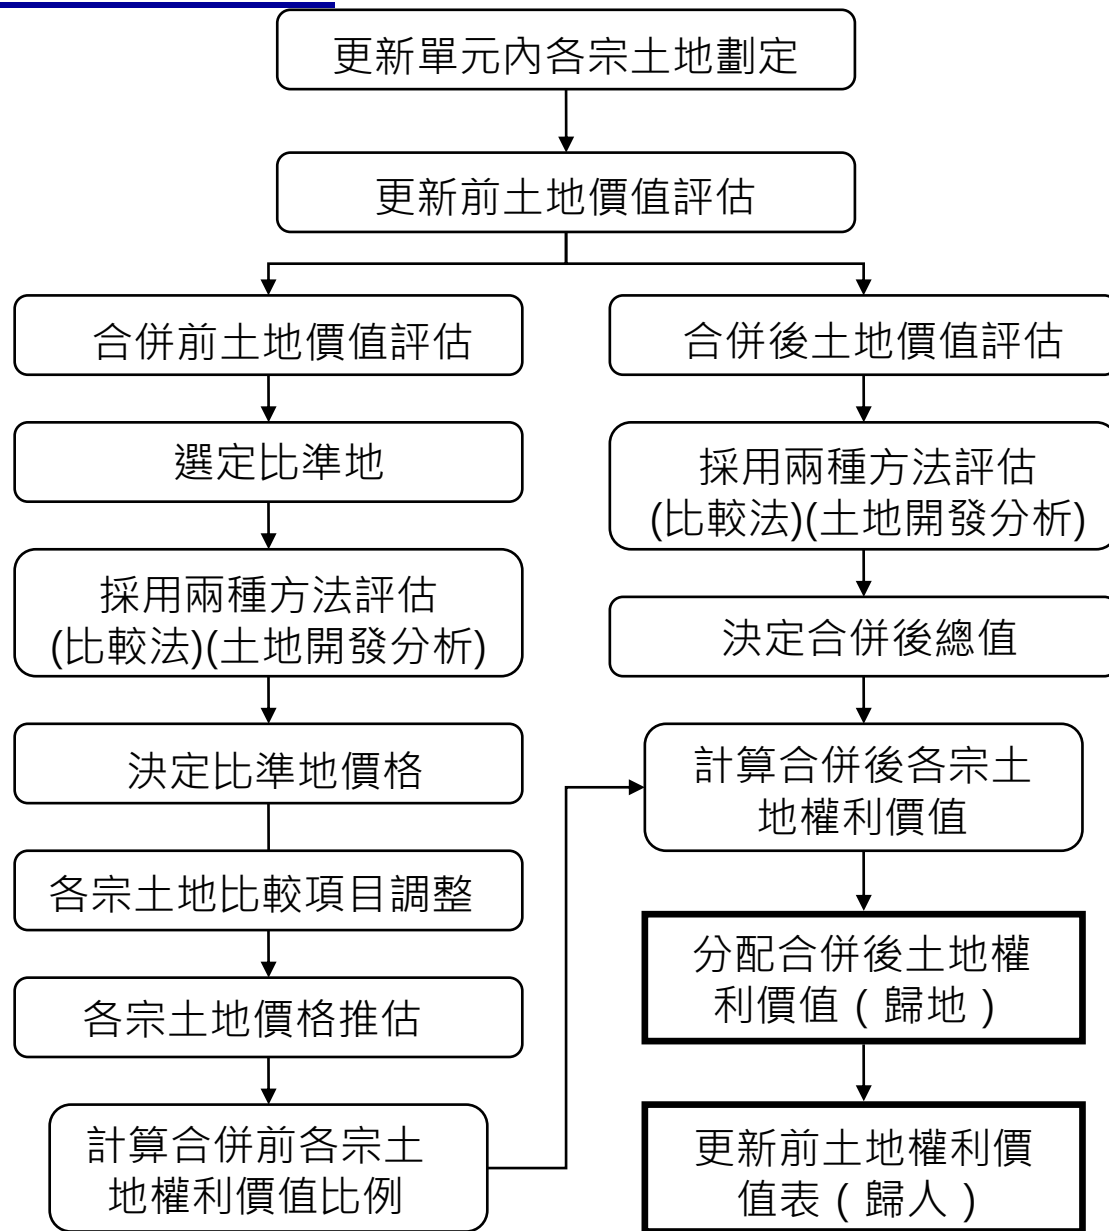 更新單元內各宗土地劃定
更新前土地價值評估
合併前土地價值評估
選定比準地
採用兩種方法評估
(比較法)(土地開發分析)
決定比準地價格
各宗土地比較項目調整
各宗土地價格推估
計算合併前各宗土
地權利價值比例
合併後土地價值評估
採用兩種方法評估
(比較法)(土地開發分析)
決定合併後總值
計算合併後各宗土
地權利價值
分配合併後土地權
利價值(歸地)
更新前土地權利價
值表(歸人)